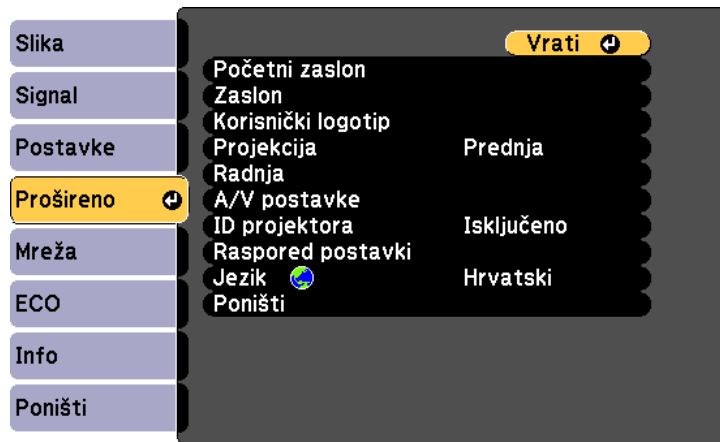 Slika
Signal
Postavke
Prošireno
Mreža
ECO
Info
Poništi
Vrati
Početni zaslon
Zaslon
Korisnički logotip
Projekcija Prednja
Radnja
A/V postavke
ID projektora Isključeno
Raspored postavki
Jezik Hrvatski
Poništi